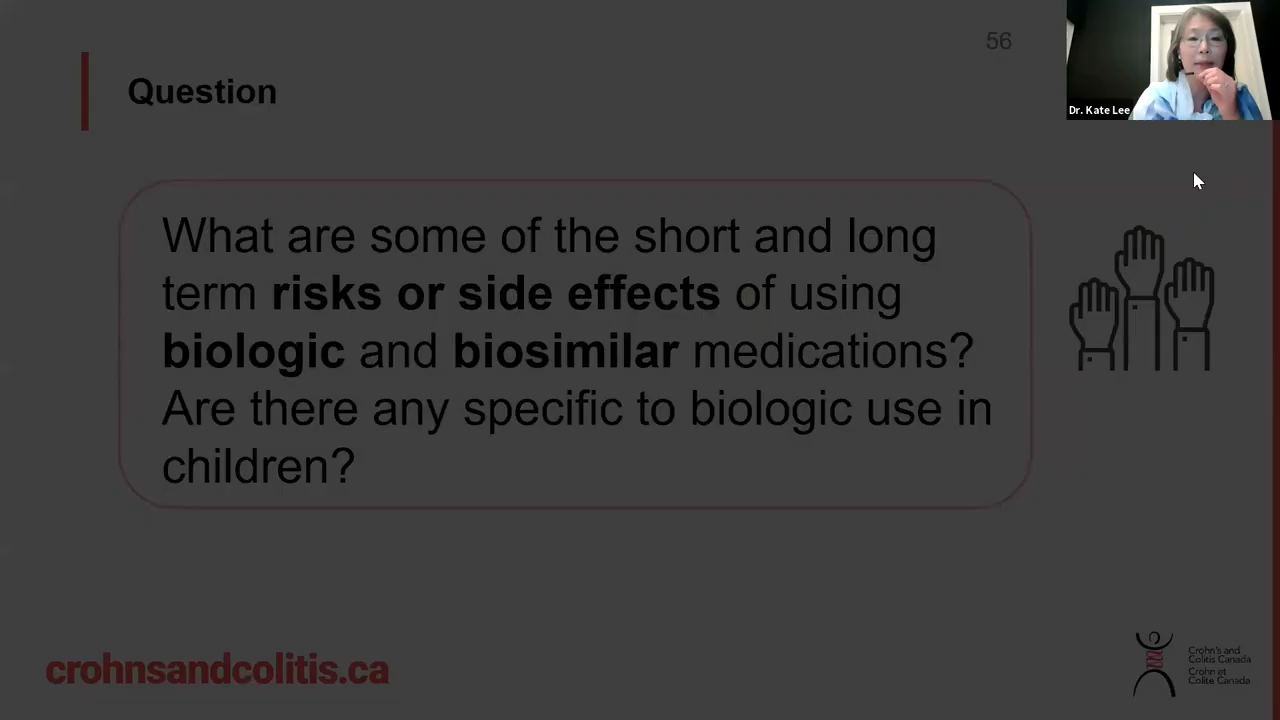 56
Dr. Kate Lee
Question
What are some of the short and long
term risks or side effects of using
biologic and biosimilar medications?
Are there any specific to biologic use in
children?
crohnsandcolitis.ca
Crohn's and
Colitis Canada
Crohn et
Colite Canada